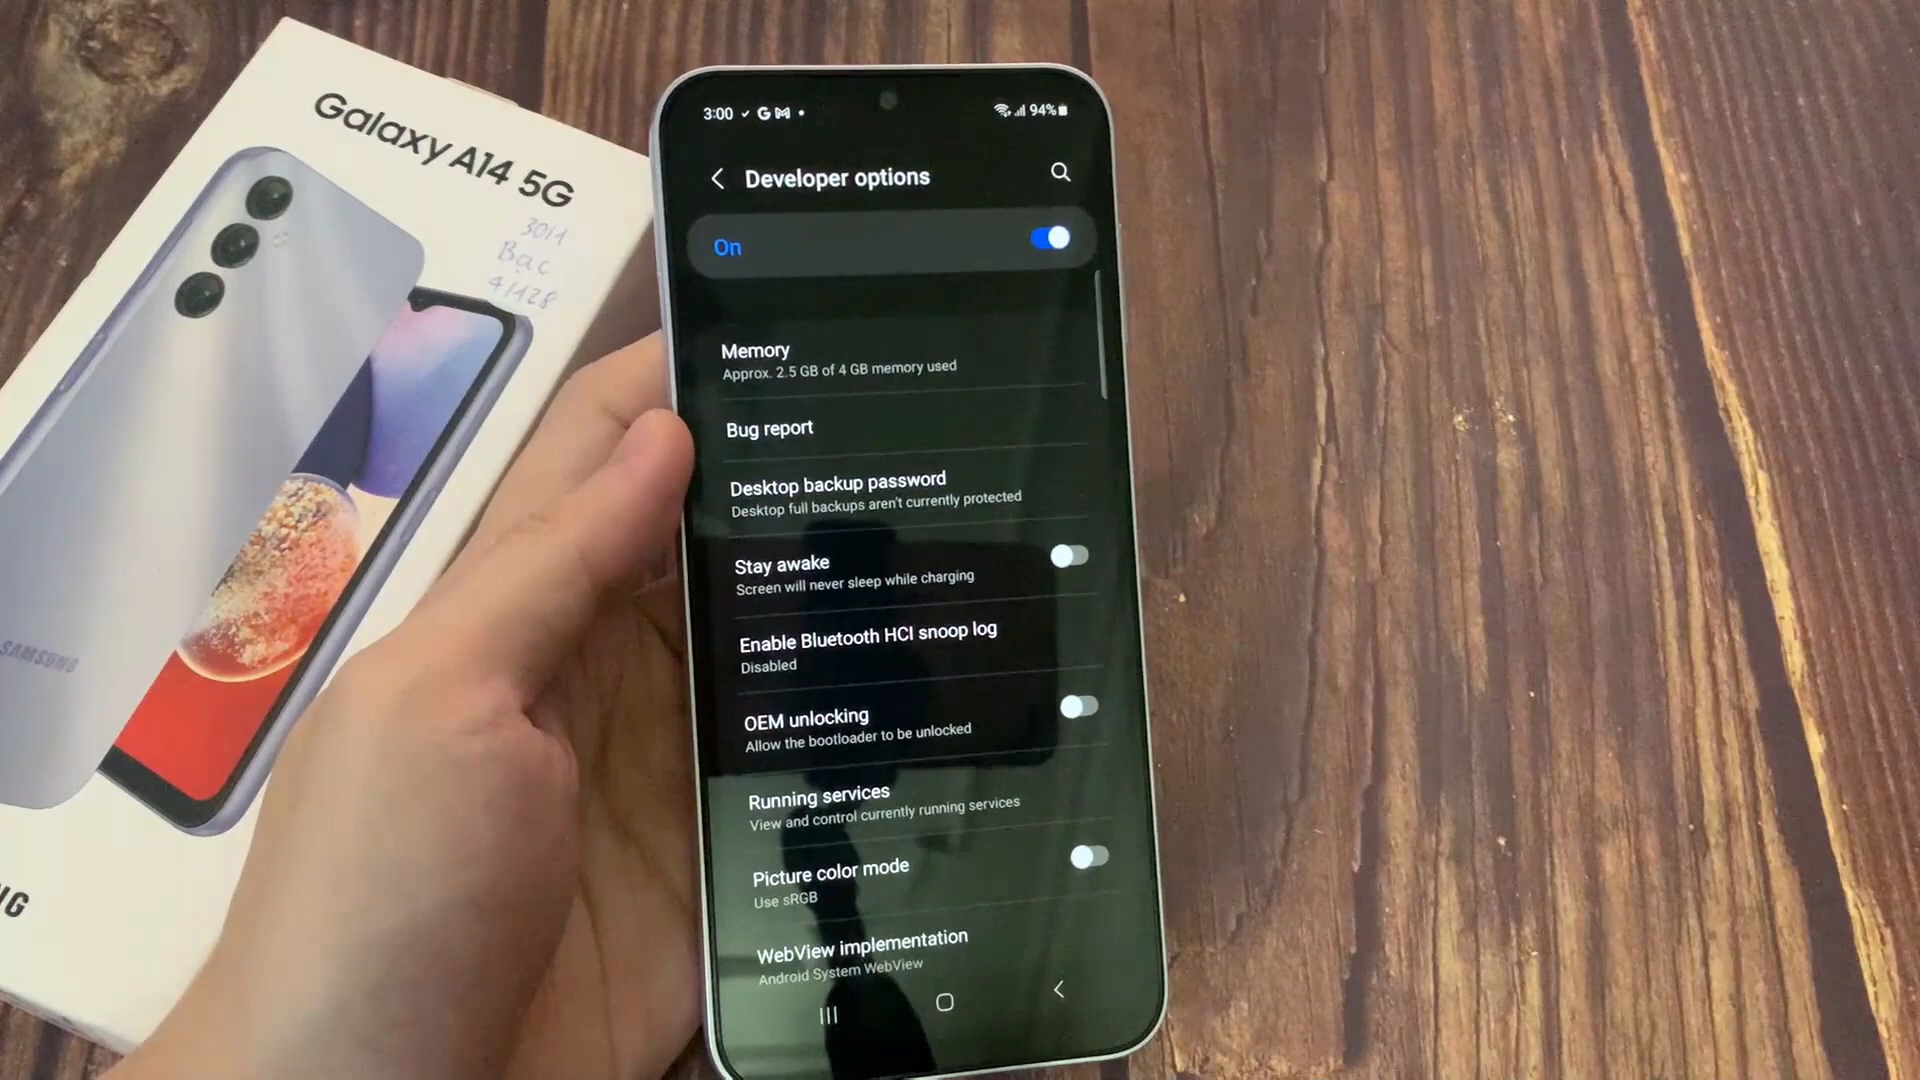 Galaxy A14 5G
3011
Bạc
4/128
SAMSUNG
NG
3:00
94%
Developer options
On
Memory
Approx. 2.5 GB of 4 GB memory used
Bug report
Desktop backup password
Desktop full backups aren't currently protected
Stay awake
Screen will never sleep while charging
Enable Bluetooth HCI snoop log
Disabled
OEM unlocking
Allow the bootloader to be unlocked
Running services
View and control currently running services
Picture color mode
Use sRGB
WebView implementation
Android System WebView